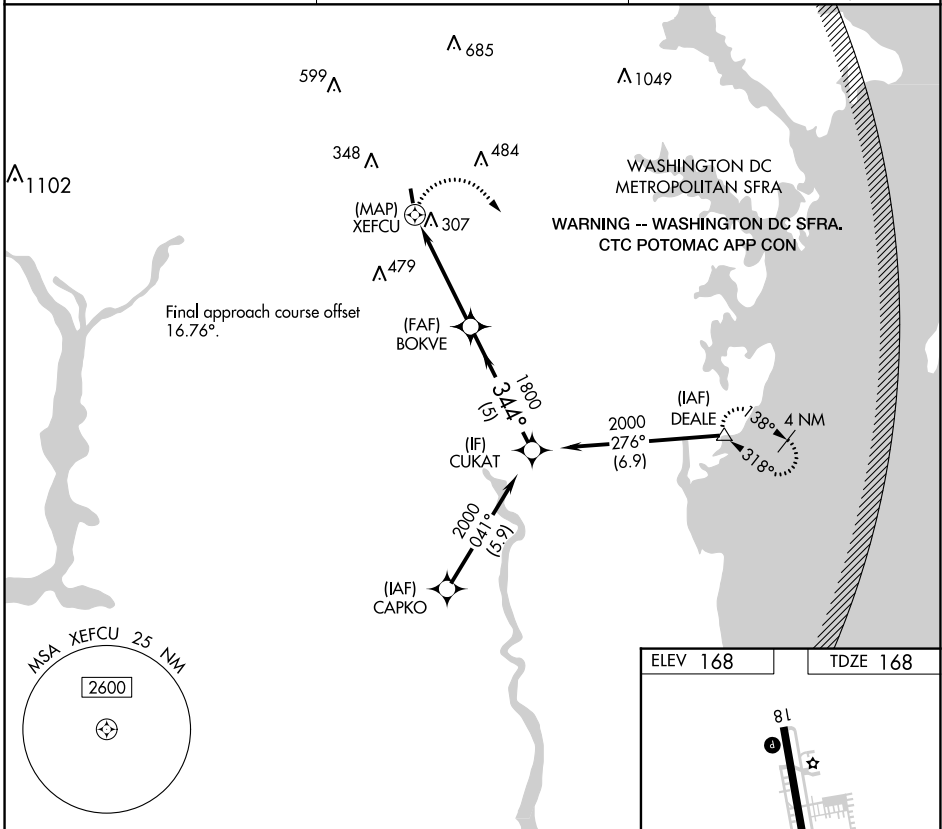 685
599
1049
348
484
1102
WASHINGTON DC
METROPOLITAN SFRA
(MAP)
XEFCU
307
WARNING -- WASHINGTON DC SFRA.
CTC POTOMAC APP CON
479
Final approach course offset
16.76°.
(FAF)
BOKVE
1800
344°
(5)
(IAF)
DEALE
138°
4 NM
318°
2000
276°
(6.9)
(IF)
CUKAT
2000
041°
(5.9)
(IAF)
CAPKO
MSA XEFCU 25 NM
2600
ELEV 168
TDZE 168
18
P